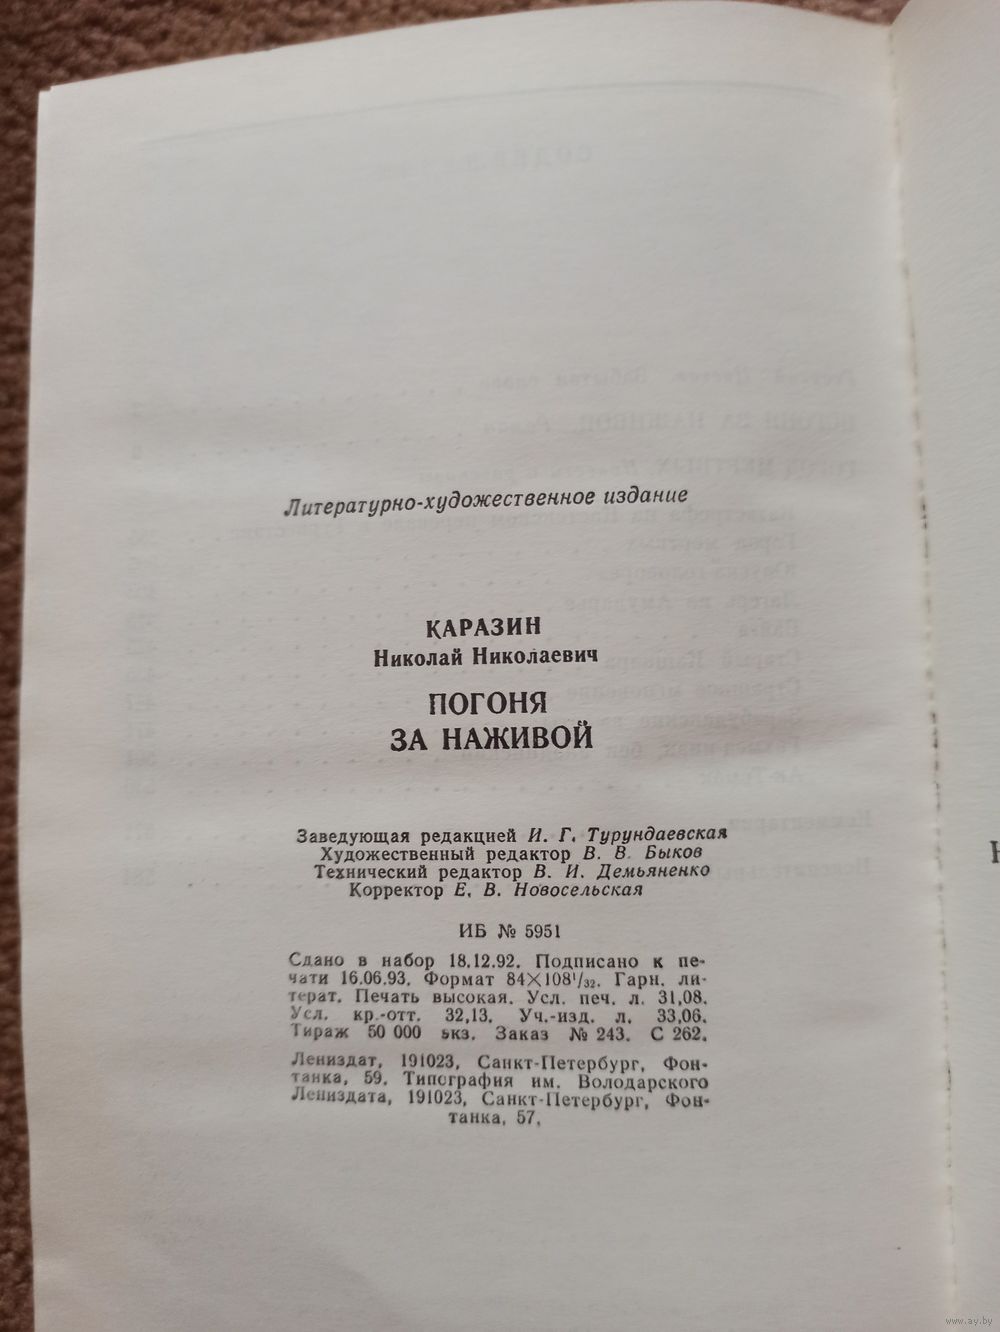 Литературно-художественное издание
КАРАЗИН
Николай Николаевич
ПОГОНЯ
ЗА НАЖИВОЙ
Заведующая редакцией И. Г. Турундаевская
Художественный редактор В. В. Быков
Технический редактор В. И. Демьяненко
Корректор Е. В. Новосельская
ИБ № 5951
Сдано в набор 18.12.92. Подписано к пе-
чати 16.06.93. Формат 84×108¹/₃₂. Гарн. ли-
терат. Печать высокая. Усл. печ. л. 31,08.
Усл. кр.-отт. 32,13. Уч.-изд. л. 33,06.
Тираж 50 000 экз. Заказ № 243. С 262.
Лениздат, 191023, Санкт-Петербург, Фон-
танка, 59. Типография им. Володарского
Лениздата, 191023, Санкт-Петербург, Фон-
танка, 57.
www.ay.by